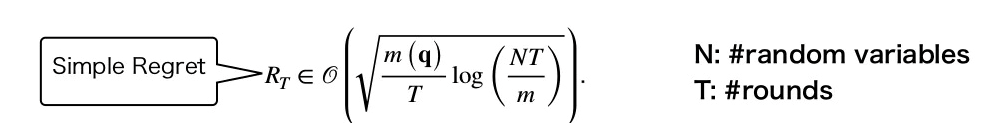 Simple Regret
R_T ∈ 𝒪 ( √( m(𝐪)/T log ( NT/m ) ) ).
N: #random variables
T: #rounds